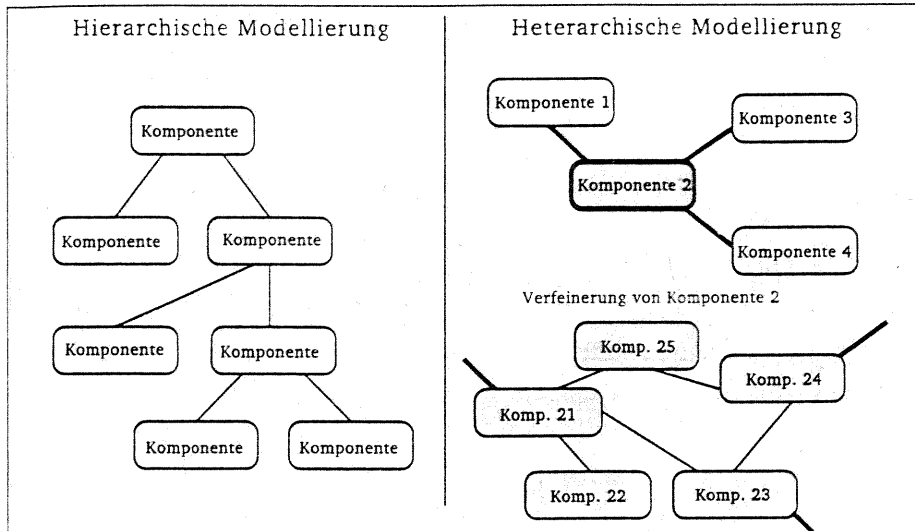 Hierarchische Modellierung
Komponente
Komponente
Komponente
Komponente
Komponente
Komponente
Komponente
Heterarchische Modellierung
Komponente 1
Komponente 3
Komponente 2
Komponente 4
Verfeinerung von Komponente 2
Komp. 25
Komp. 24
Komp. 21
Komp. 22
Komp. 23